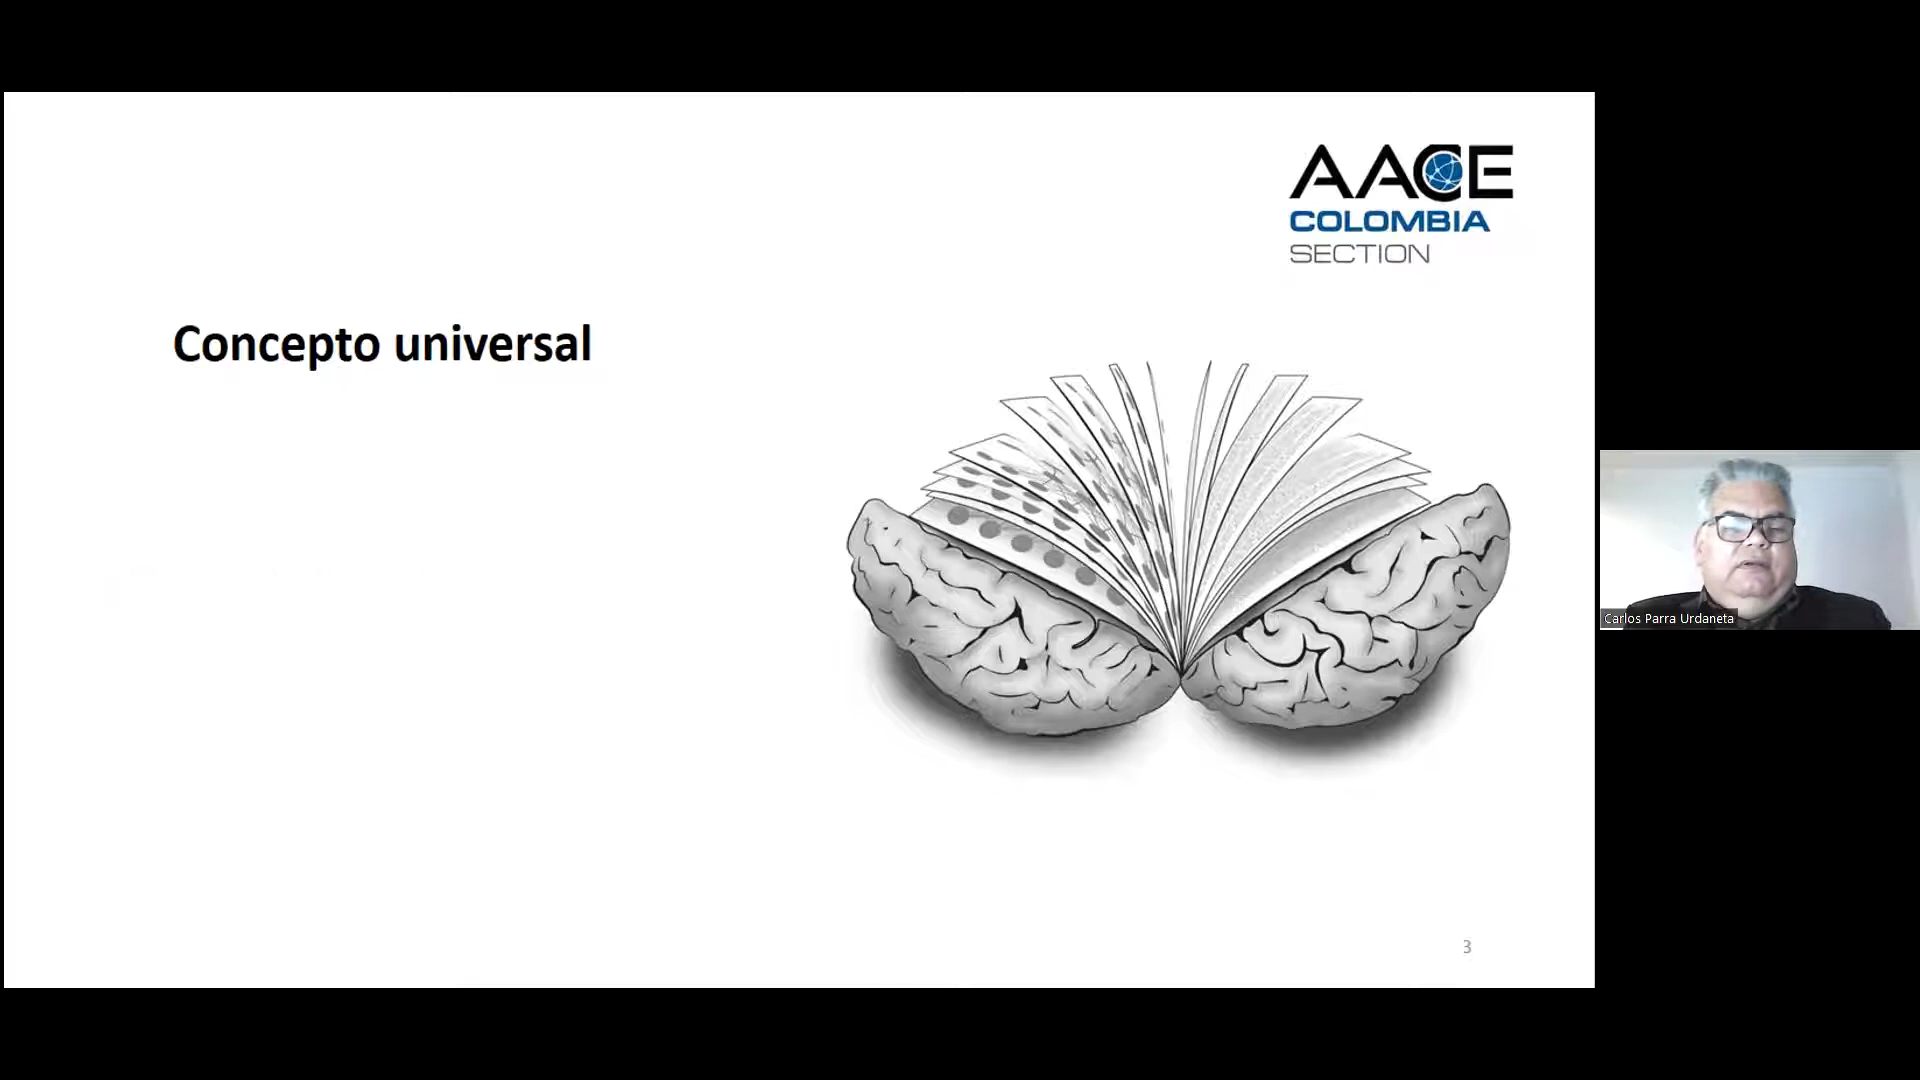 AACE
COLOMBIA
SECTION
Concepto universal
Carlos Parra Urdaneta
3